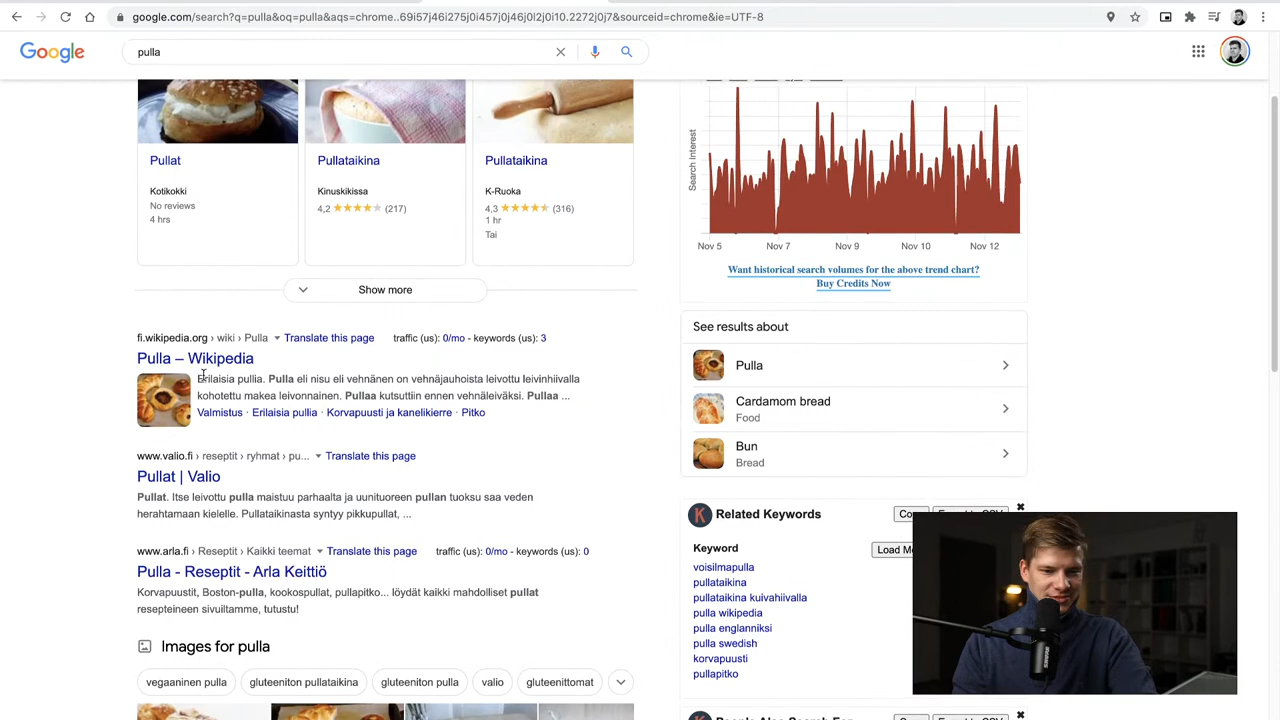 google.com/search?q=pulla&oq=pulla&aqs=chrome..69i57j46i275j0i457j0j46j0l2j0i10.2272j0j7&sourceid=chrome&ie=UTF-8
Google
pulla
Pullat
Kotikokki
No reviews
4 hrs
Pullataikina
Kinuskikissa
4,2 ★★★★★ (217)
Pullataikina
K-Ruoka
4,3 ★★★★★ (316)
1 hr
Tai
Show more
fi.wikipedia.org › wiki › Pulla Translate this page traffic (us): 0/mo - keywords (us): 3
Pulla – Wikipedia
Erilaisia pullia. Pulla eli nisu eli vehnänen on vehnäjauhoista leivottu leivinhiivalla
kohotettu makea leivonnainen. Pullaa kutsuttiin ennen vehnäleiväksi. Pullaa ...
Valmistus · Erilaisia pullia · Korvapuusti ja kanelikierre · Pitko
www.valio.fi › reseptit › ryhmat › pu... Translate this page
Pullat | Valio
Pullat. Itse leivottu pulla maistuu parhaalta ja uunituoreen pullan tuoksu saa veden
herahtamaan kielelle. Pullataikinasta syntyy pikkupullat, ...
www.arla.fi › Reseptit › Kaikki teemat Translate this page traffic (us): 0/mo - keywords (us): 0
Pulla - Reseptit - Arla Keittiö
Korvapuustit, Boston-pulla, kookospullat, pullapitko... löydät kaikki mahdolliset pullat
resepteineen sivuiltamme, tutustu!
Images for pulla
vegaaninen pulla
gluteeniton pullataikina
gluteeniton pulla
valio
gluteenittomat
Search Interest
Nov 5 Nov 7 Nov 9 Nov 10 Nov 12
Want historical search volumes for the above trend chart?
Buy Credits Now
See results about
Pulla
Cardamom bread
Food
Bun
Bread
K Related Keywords
Keyword
Load
voisilmapulla
pullataikina
pullataikina kuivahiivalla
pulla wikipedia
pulla englanniksi
pulla swedish
korvapuusti
pullapitko
SHURE